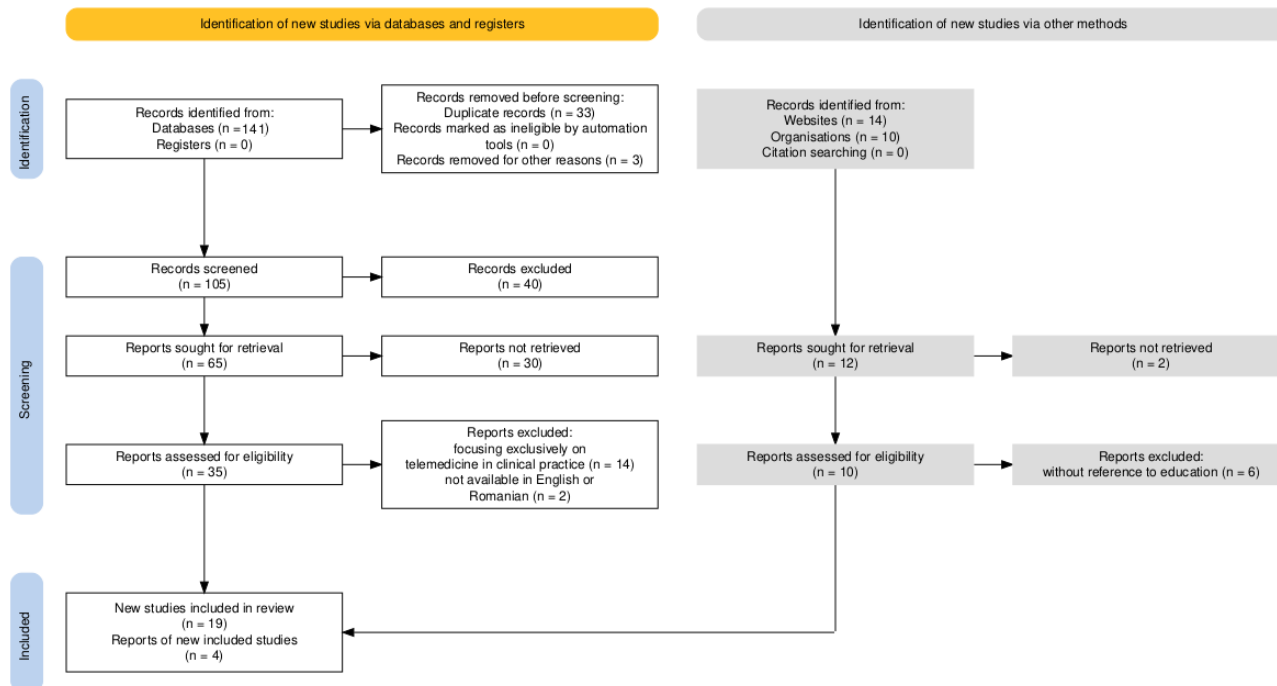 Identification of new studies via databases and registers
Identification of new studies via other methods
Identification
Records identified from:
Databases (n =141)
Registers (n = 0)
Records removed before screening:
Duplicate records (n = 33)
Records marked as ineligible by automation
tools (n = 0)
Records removed for other reasons (n = 3)
Records identified from:
Websites (n = 14)
Organisations (n = 10)
Citation searching (n = 0)
Screening
Records screened
(n = 105)
Records excluded
(n = 40)
Reports sought for retrieval
(n = 65)
Reports not retrieved
(n = 30)
Reports sought for retrieval
(n = 12)
Reports not retrieved
(n = 2)
Reports assessed for eligibility
(n = 35)
Reports excluded:
focusing exclusively on
telemedicine in clinical practice (n = 14)
not available in English or
Romanian (n = 2)
Reports assessed for eligibility
(n = 10)
Reports excluded:
without reference to education (n = 6)
Included
New studies included in review
(n = 19)
Reports of new included studies
(n = 4)